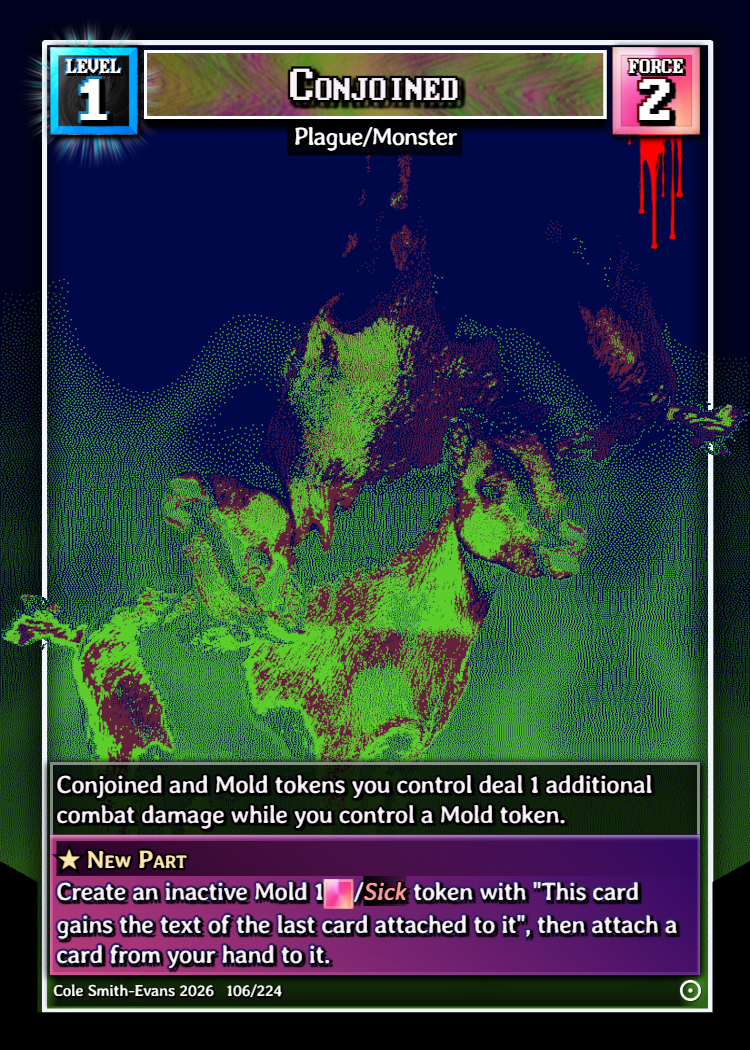 LEVEL
1
CONJOINED
FORCE
2
Plague/Monster
Conjoined and Mold tokens you control deal 1 additional
combat damage while you control a Mold token.
★ NEW PART
Create an inactive Mold 1/Sick token with "This card
gains the text of the last card attached to it", then attach a
card from your hand to it.
Cole Smith-Evans 2026 106/224